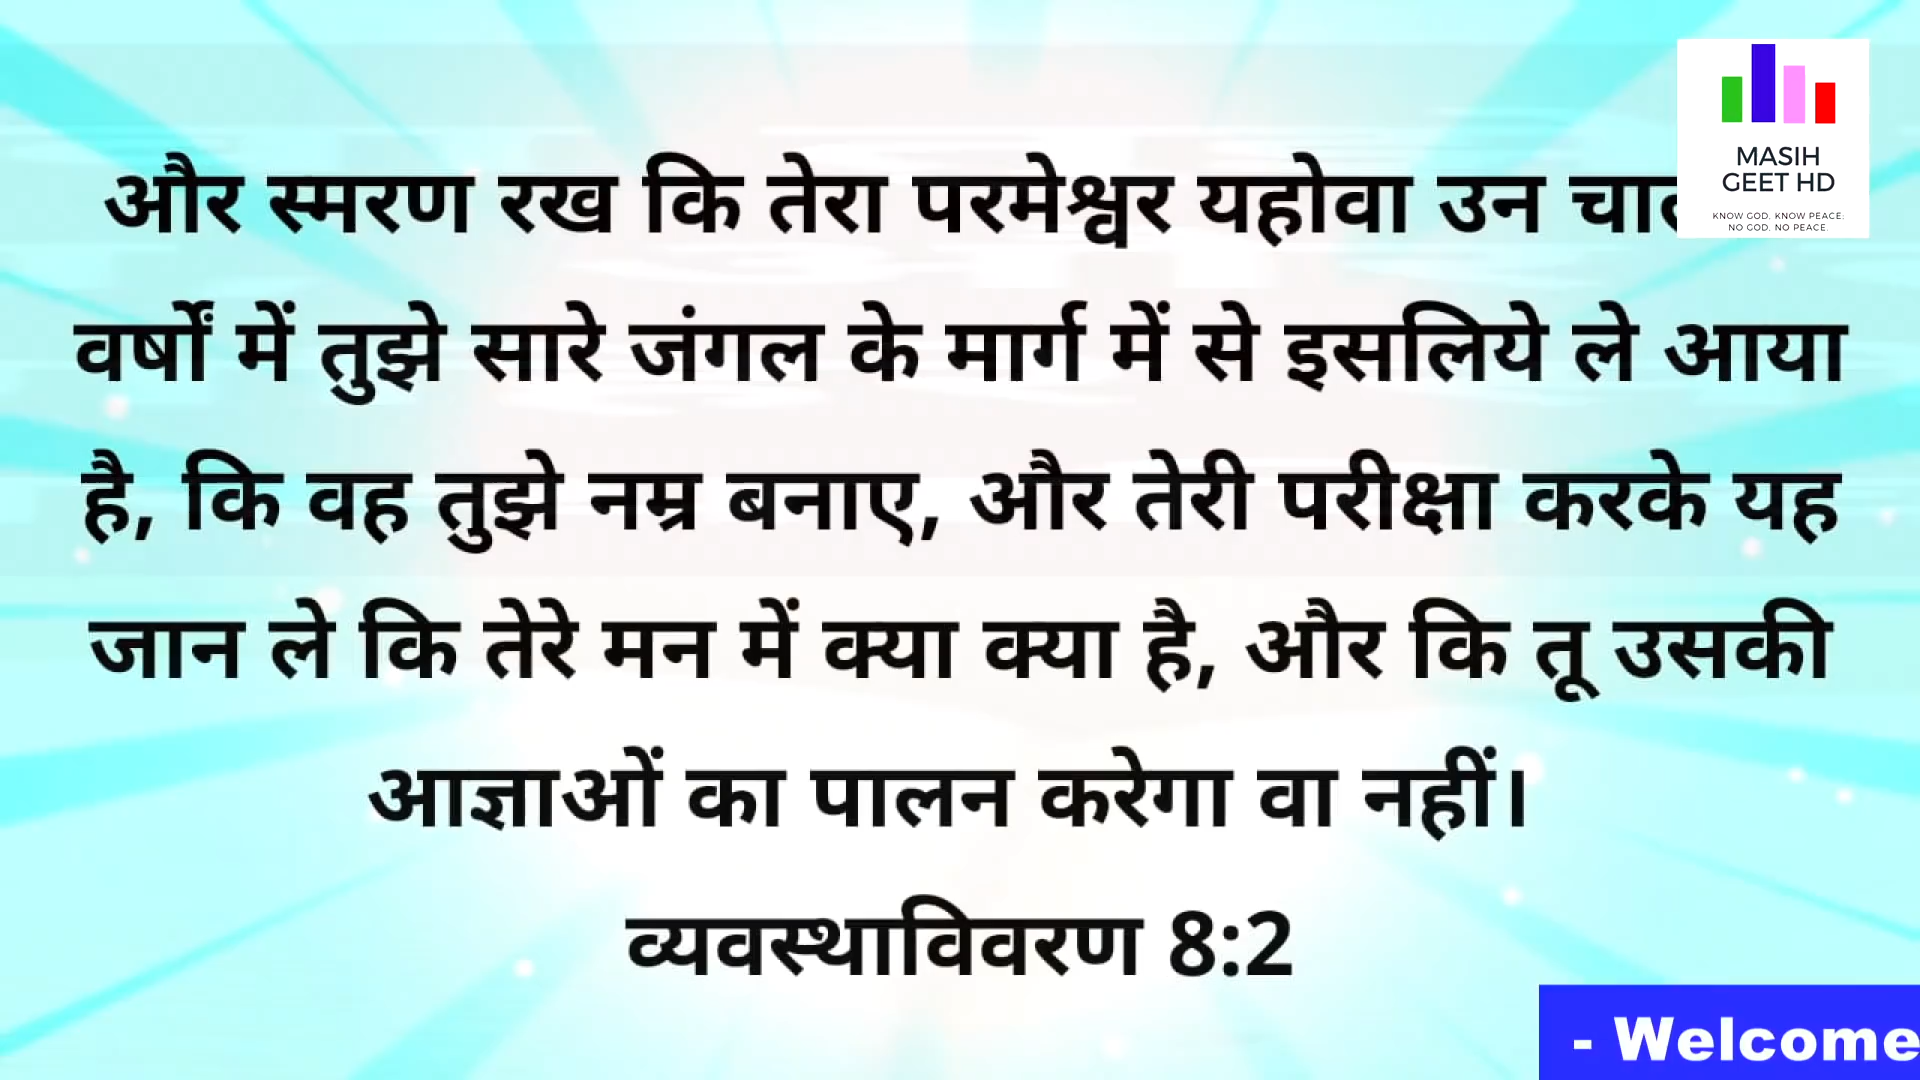 और स्मरण रख कि तेरा परमेश्वर यहोवा उन
वर्षों में तुझे सारे जंगल के मार्ग में से इसलिये ले आया
है, कि वह तुझे नम्र बनाए, और तेरी परीक्षा करके यह
जान ले कि तेरे मन में क्या क्या है, और कि तू उसकी
आज्ञाओं का पालन करेगा वा नहीं।
व्यवस्थाविवरण 8:2
MASIH
GEET HD
KNOW GOD. KNOW PEACE:
NO GOD. NO PEACE.
- Welcome